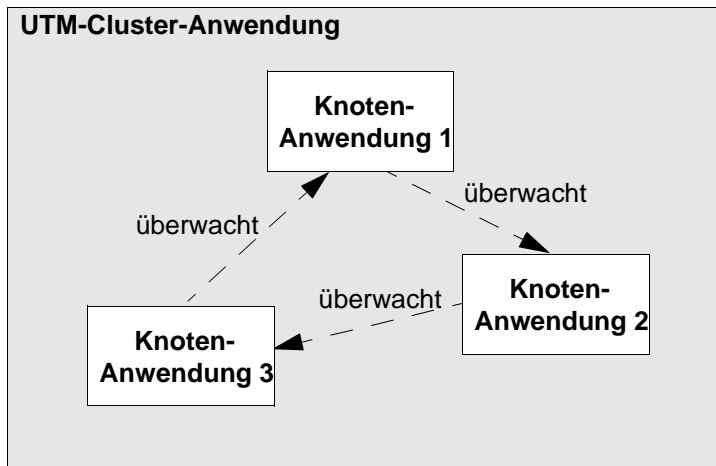 UTM-Cluster-Anwendung
Knoten-
Anwendung 1
überwacht
überwacht
überwacht
Knoten-
Anwendung 2
Knoten-
Anwendung 3